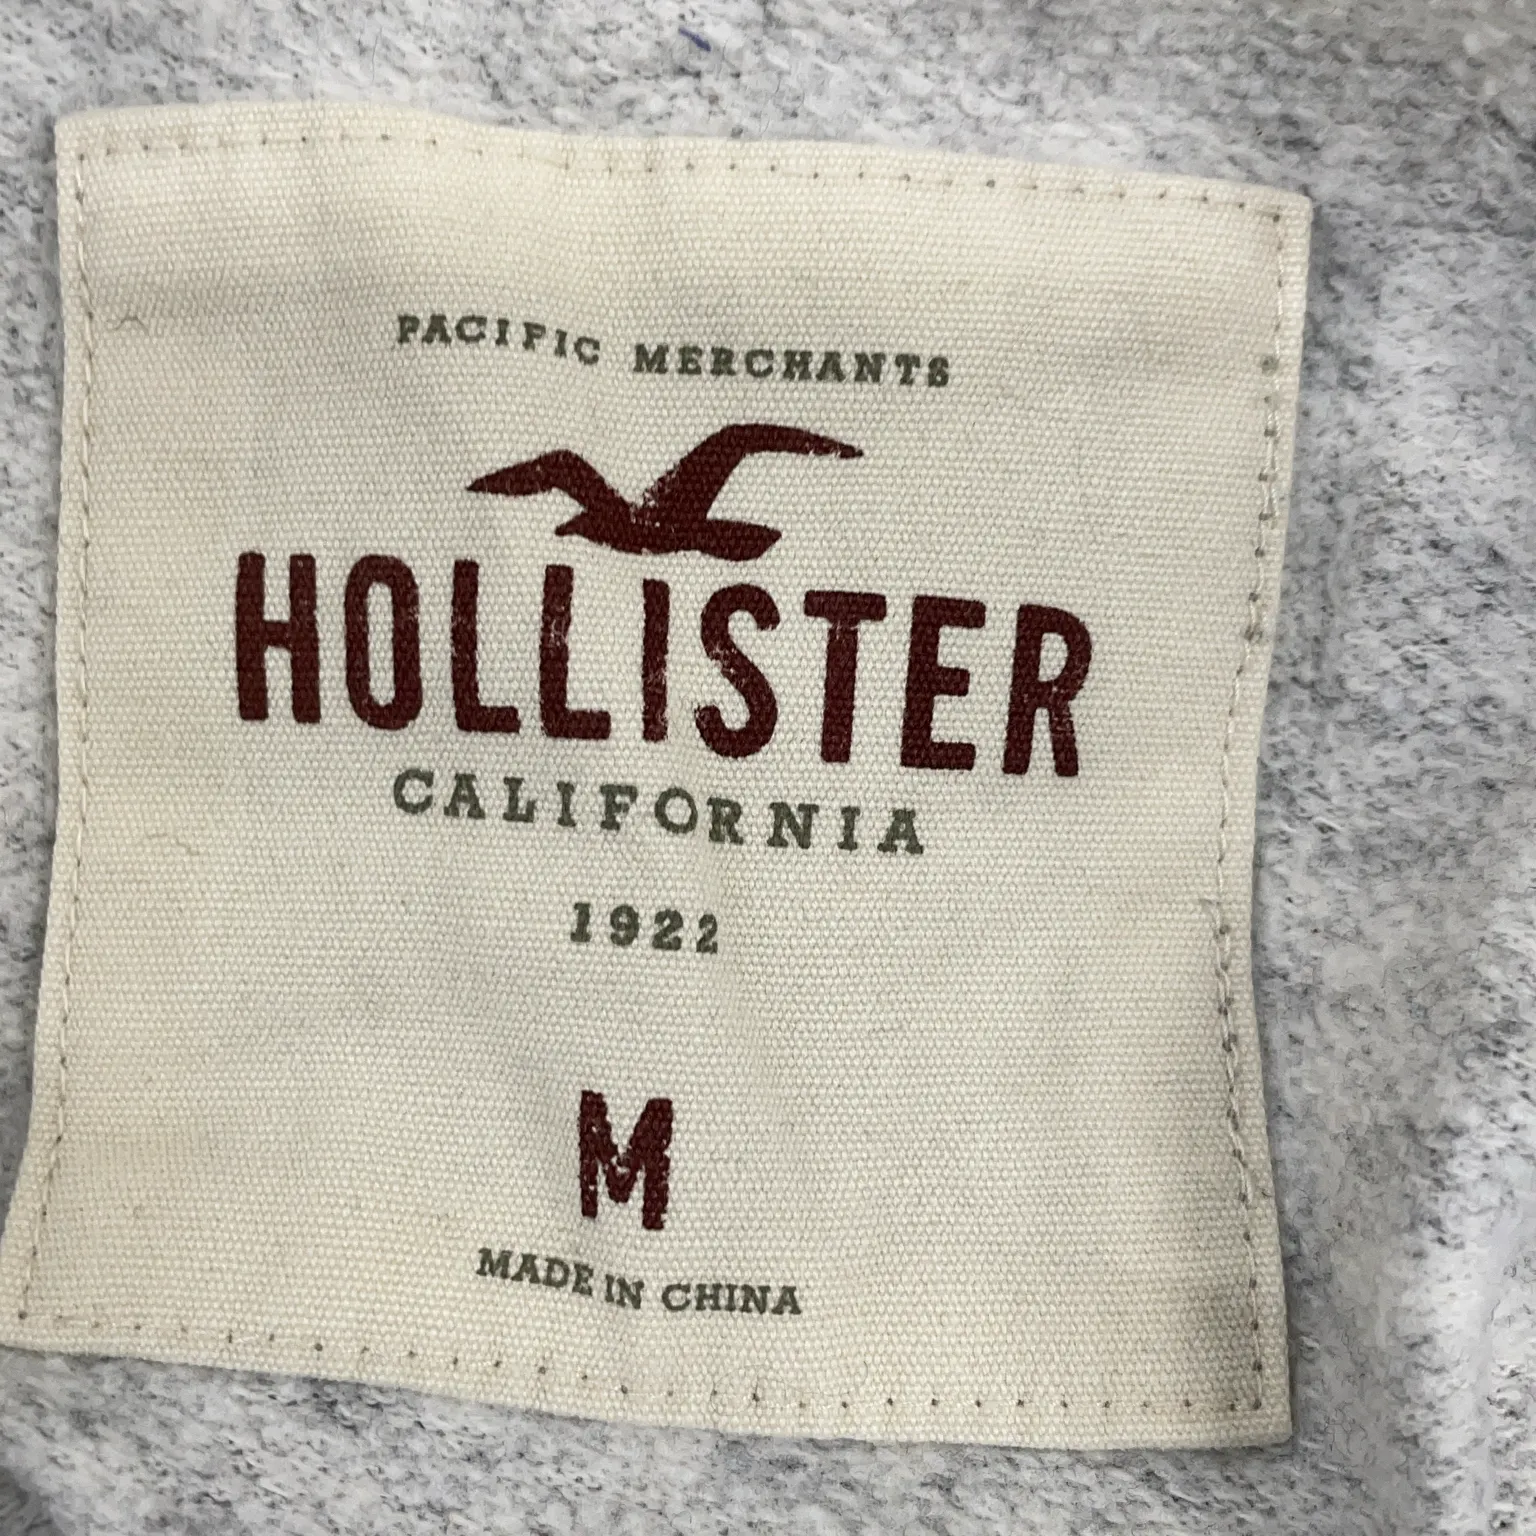 PACIFIC MERCHANTS
HOLLISTER
CALIFORNIA
1922
M
MADE IN CHINA